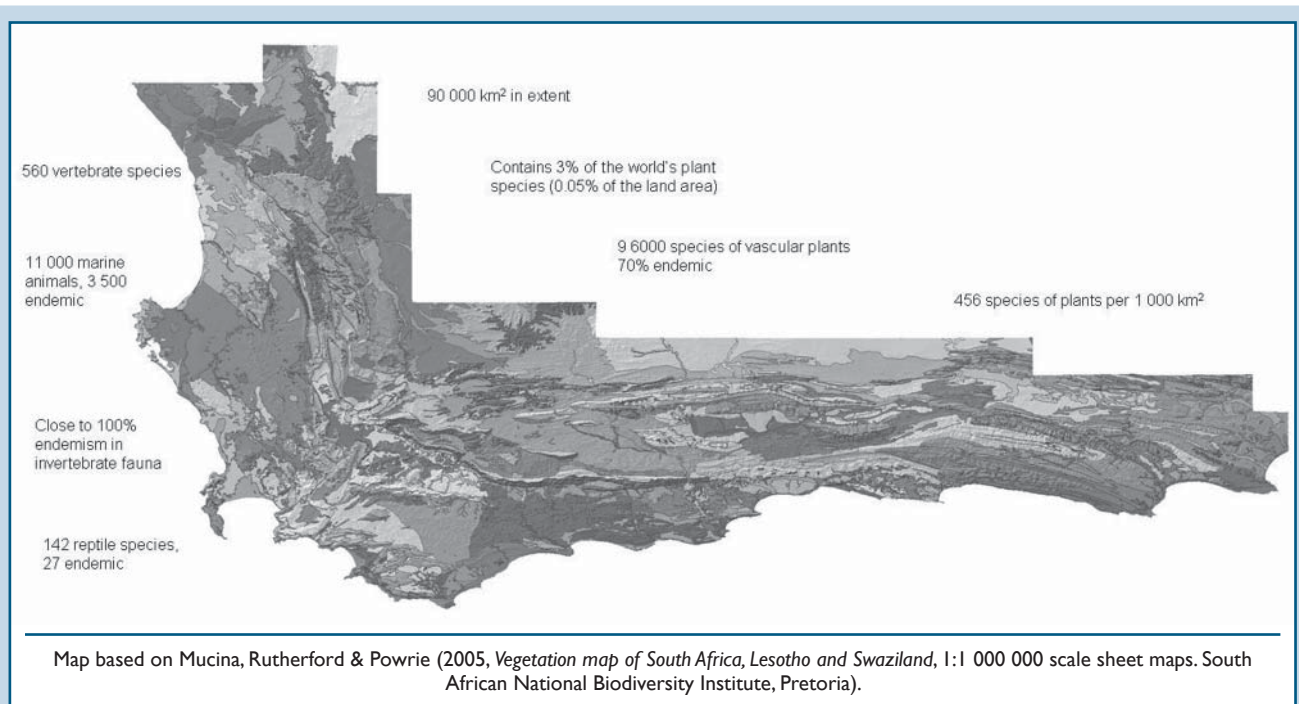 90 000 km² in extent
560 vertebrate species
Contains 3% of the world's plant
species (0.05% of the land area)
9 6000 species of vascular plants
70% endemic
11 000 marine
animals, 3 500
endemic
456 species of plants per 1 000 km²
Close to 100%
endemism in
invertebrate fauna
142 reptile species,
27 endemic
Map based on Mucina, Rutherford & Powrie (2005, Vegetation map of South Africa, Lesotho and Swaziland, 1:1 000 000 scale sheet maps. South
African National Biodiversity Institute, Pretoria).